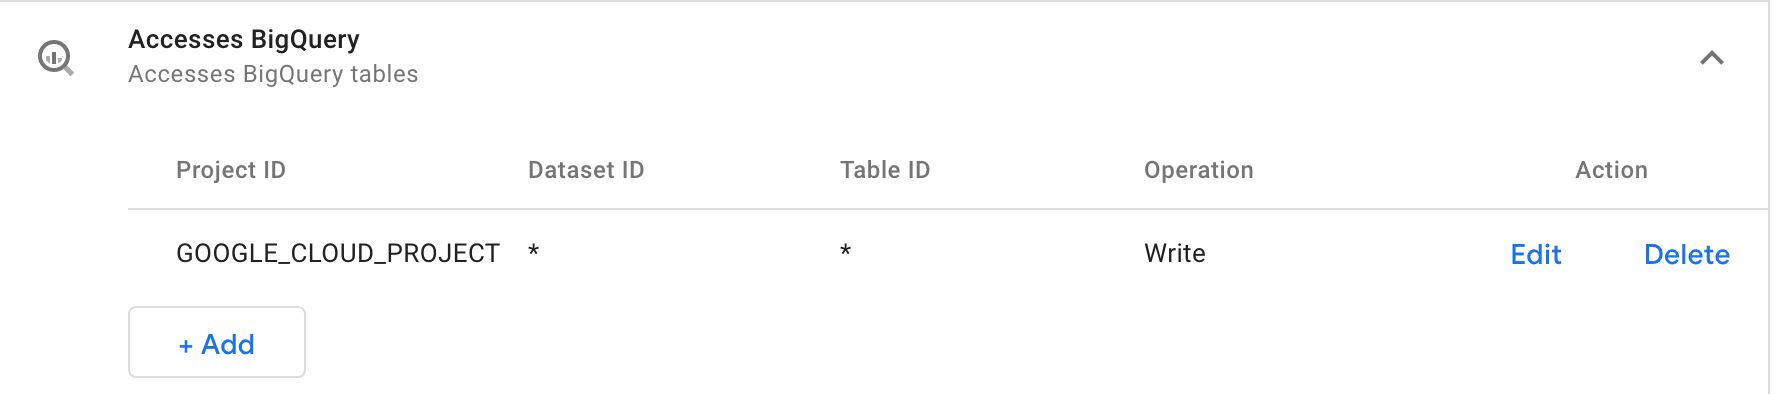 Accesses BigQuery
Accesses BigQuery tables
Project ID Dataset ID Table ID Operation Action
GOOGLE_CLOUD_PROJECT * * Write Edit Delete
+ Add